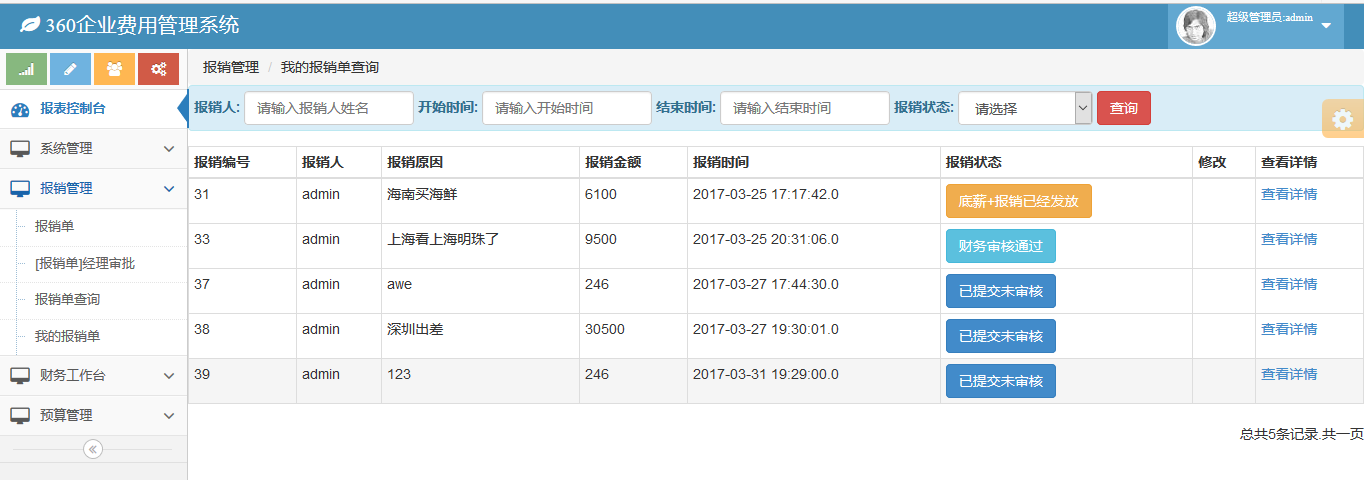 360企业费用管理系统
超级管理员:admin
报销管理 / 我的报销单查询
报表控制台
系统管理
报销管理
报销单
[报销单]经理审批
报销单查询
我的报销单
财务工作台
预算管理
报销人: 请输入报销人姓名 开始时间: 请输入开始时间 结束时间: 请输入结束时间 报销状态: 请选择 查询
报销编号 报销人 报销原因 报销金额 报销时间 报销状态 修改 查看详情
31 admin 海南买海鲜 6100 2017-03-25 17:17:42.0 底薪+报销已经发放 查看详情
33 admin 上海看上海明珠了 9500 2017-03-25 20:31:06.0 财务审核通过 查看详情
37 admin awe 246 2017-03-27 17:44:30.0 已提交未审核 查看详情
38 admin 深圳出差 30500 2017-03-27 19:30:01.0 已提交未审核 查看详情
39 admin 123 246 2017-03-31 19:29:00.0 已提交未审核 查看详情
总共5条记录.共一页